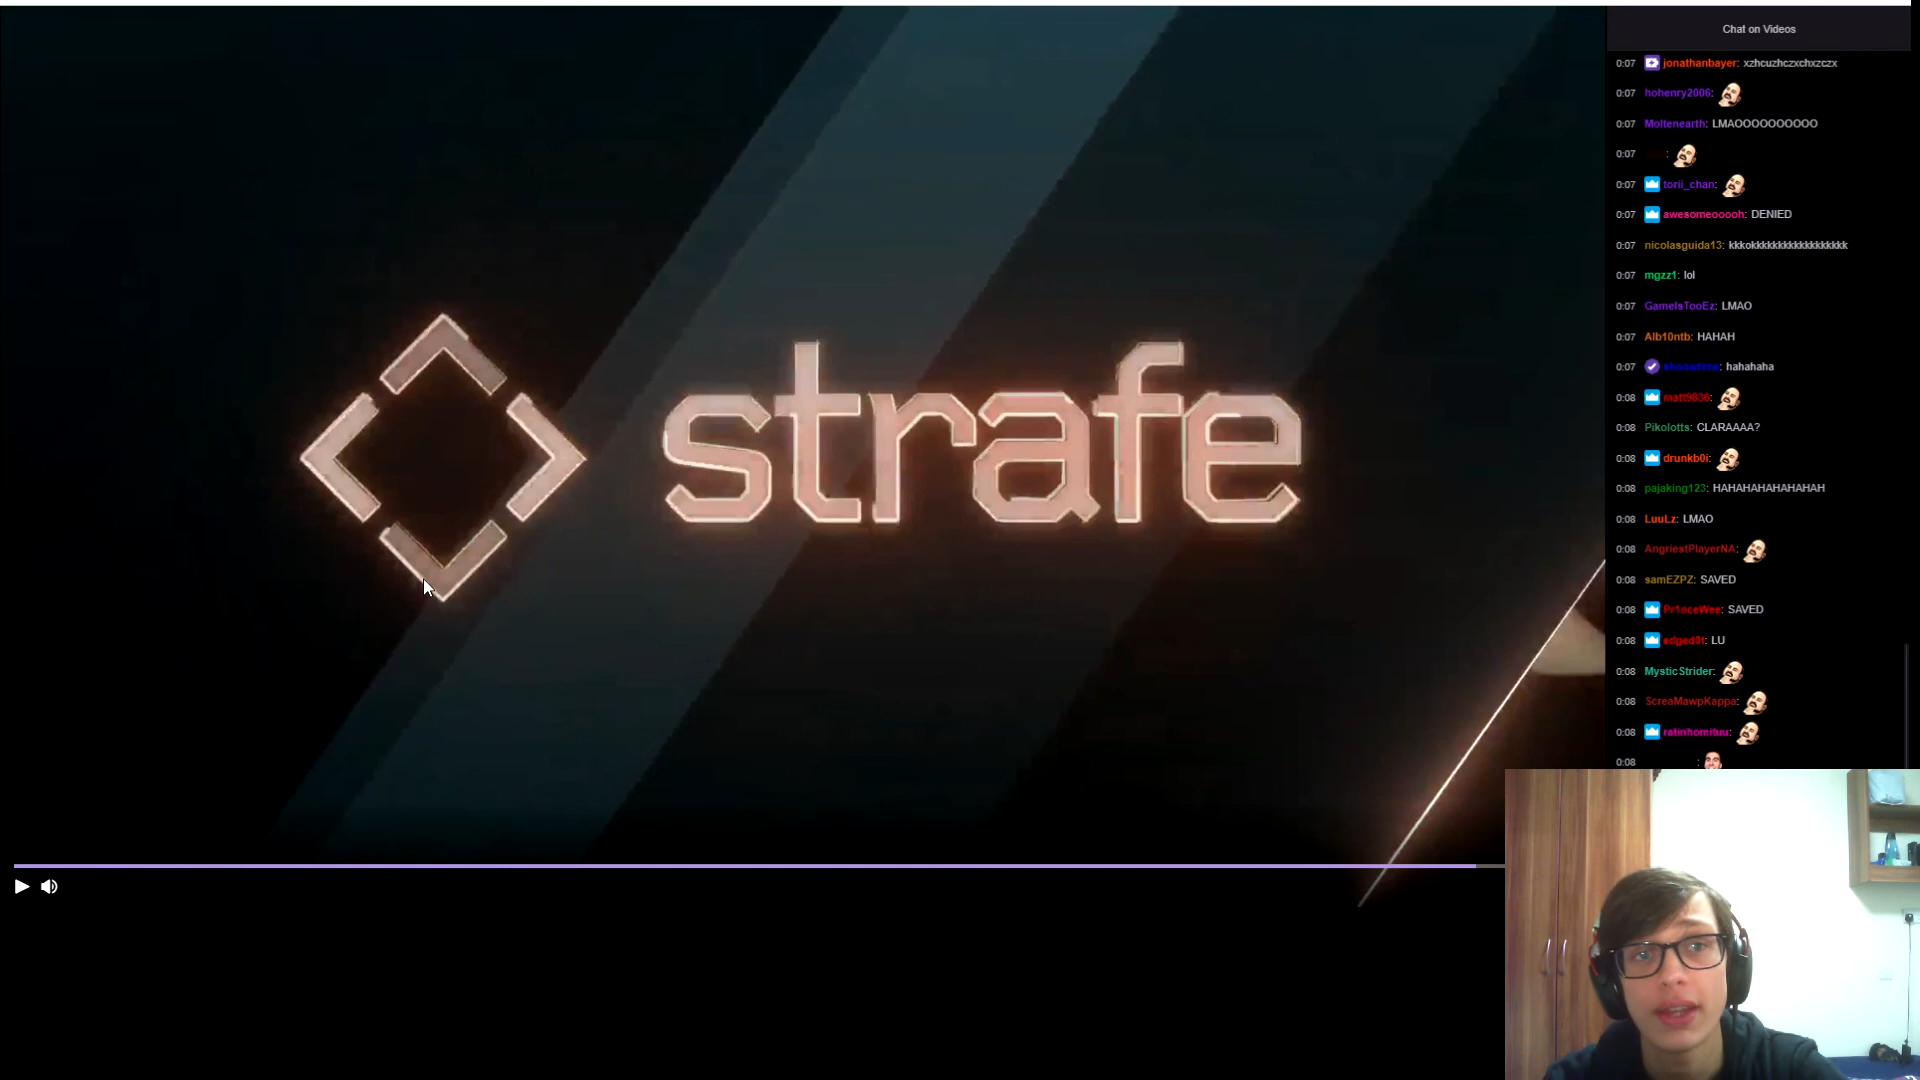 strafe
Chat on Videos
0:07 jonathanbayer: xzhcuzhczxchxzczx
0:07 hohenry2006:
0:07 Moltenearth: LMAOOOOOOOOOO
0:07 :
0:07 torii_chan:
0:07 awesomeooooh: DENIED
0:07 nicolasguida13: kkkokkkkkkkkkkkkkkkkkk
0:07 mgzz1: lol
0:07 GameIsTooEz: LMAO
0:07 Alb10ntb: HAHAH
0:07 : hahahaha
0:08 matt9836:
0:08 Pikolotts: CLARAAAA?
0:08 drunkb0i:
0:08 pajaking123: HAHAHAHAHAHAHAH
0:08 LuuLz: LMAO
0:08 AngriestPlayerNA:
0:08 samEZPZ: SAVED
0:08 Pr1nceWee: SAVED
0:08 : LU
0:08 MysticStrider:
0:08 ScreaMawpKappa:
0:08 ratinhomituu:
0:08 :